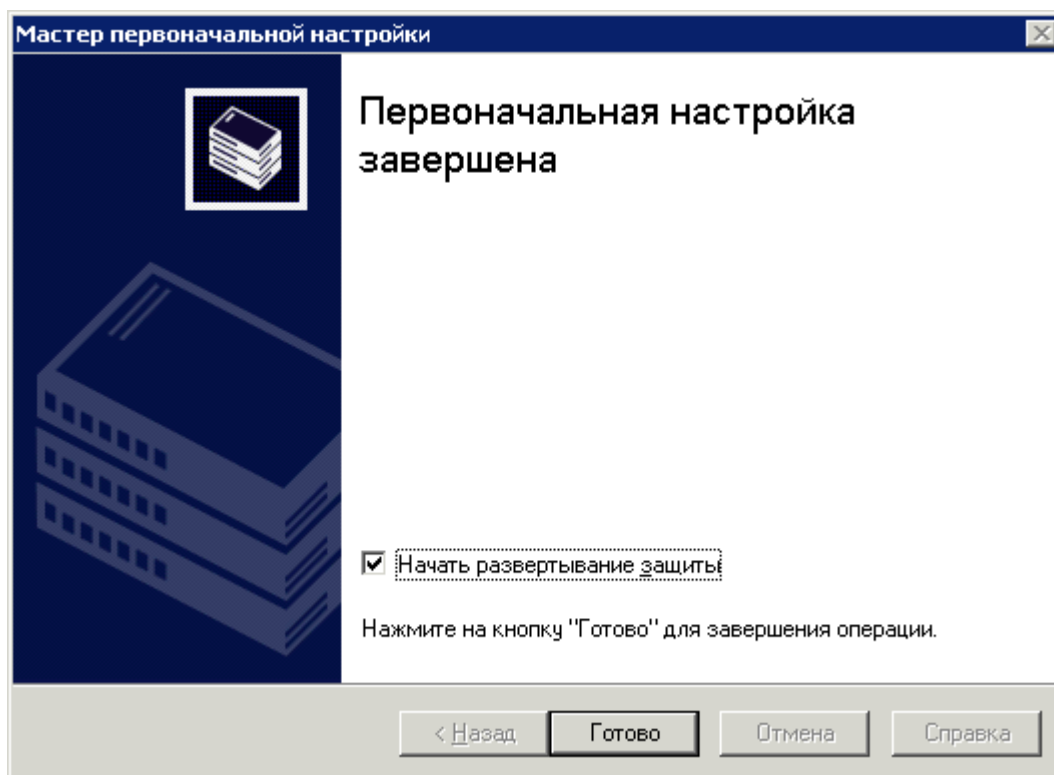 Мастер первоначальной настройки
Первоначальная настройка
завершена
Начать развертывание защиты
Нажмите на кнопку "Готово" для завершения операции.
< Назад
Готово
Отмена
Справка